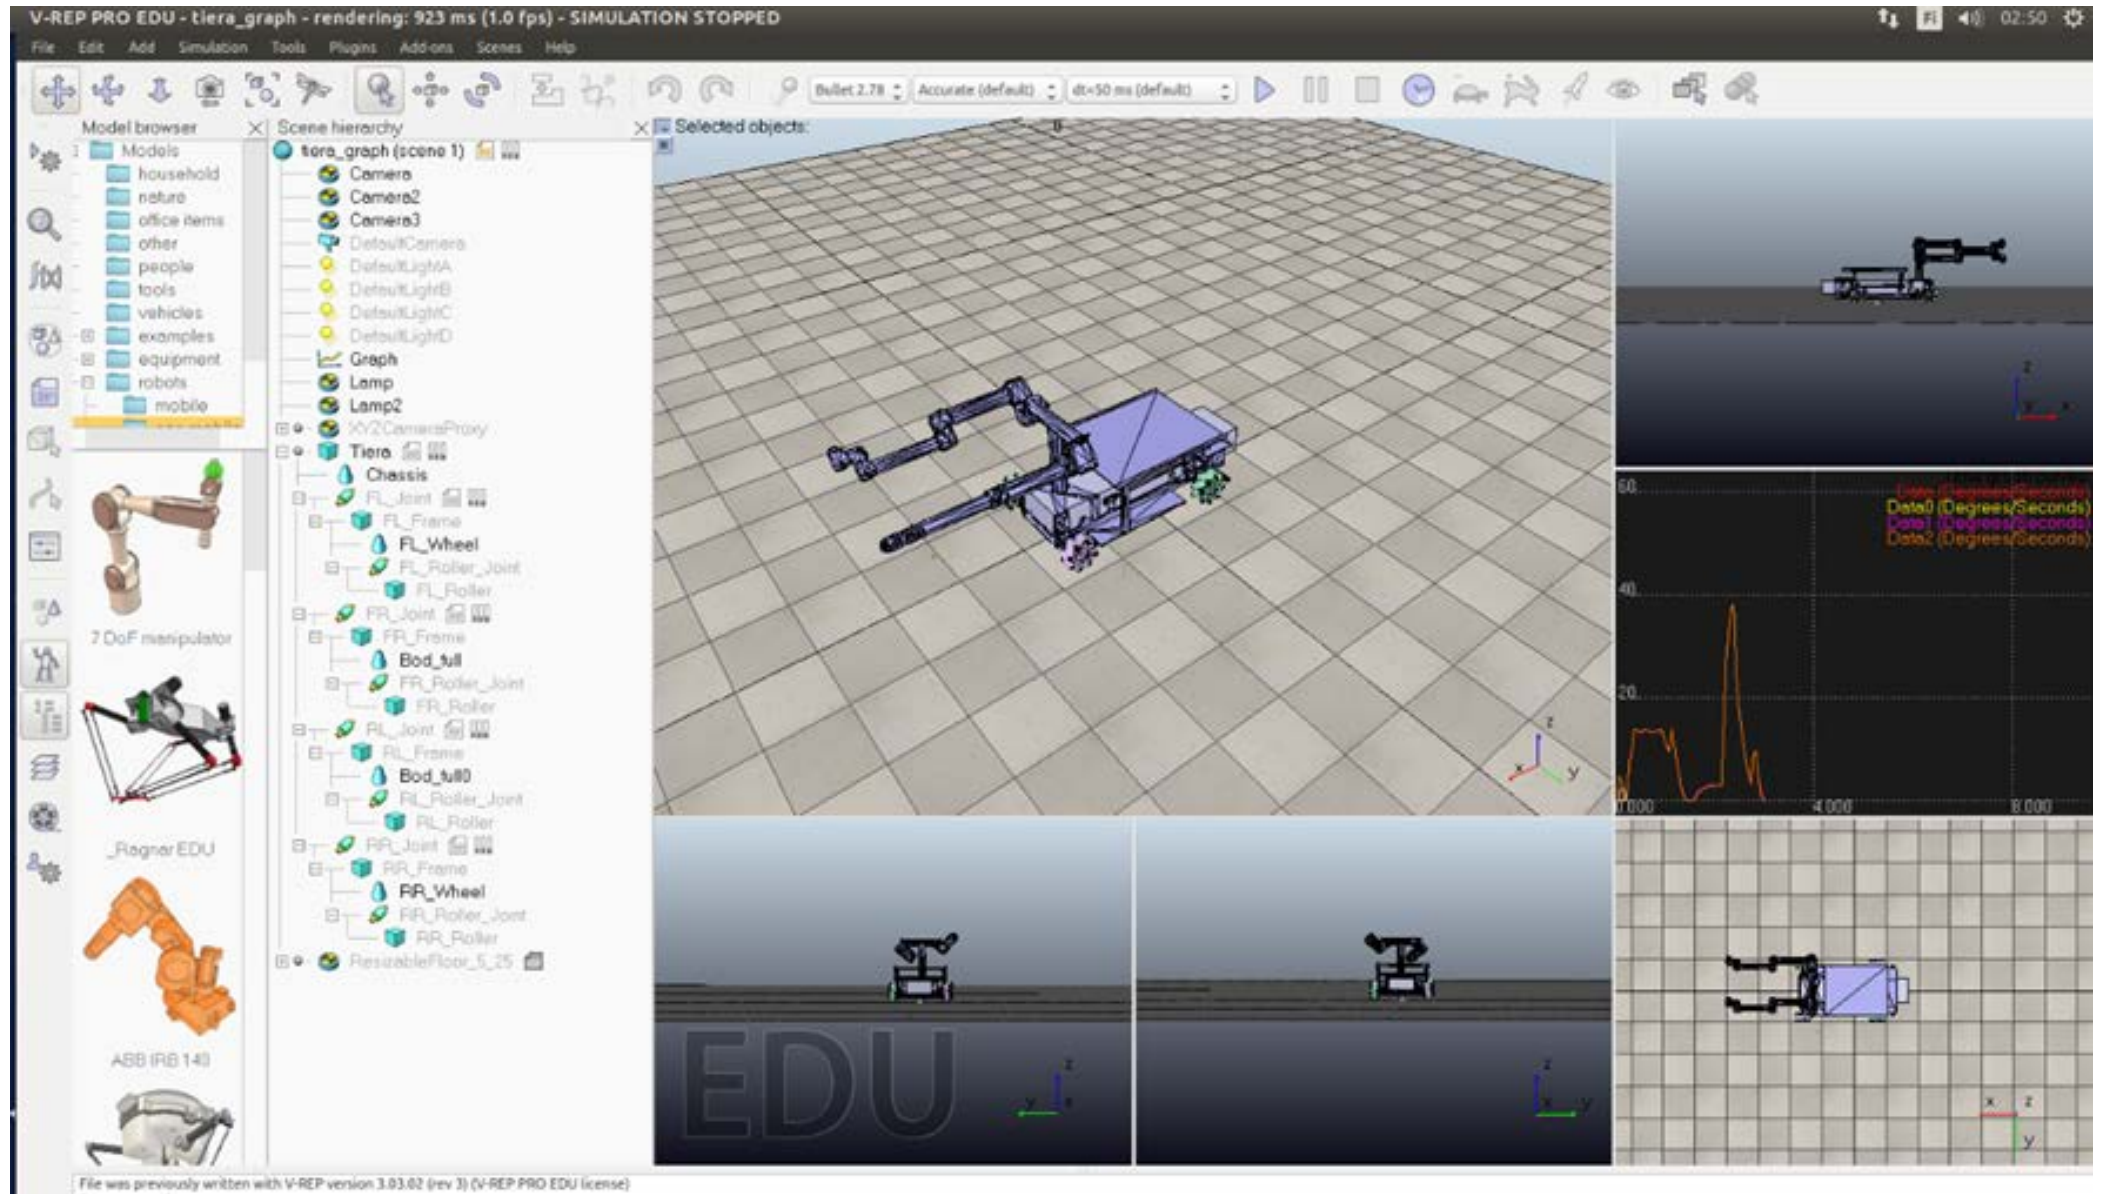 V-REP PRO EDU - tiera_graph - rendering: 923 ms (1.0 fps) - SIMULATION STOPPED
Fi
02:50
File Edit Add Simulation Tools Plugins Add-ons Scenes Help
Bullet 2.78
Accurate (default)
dt=50 ms (default)
Model browser
Models
household
nature
office items
other
people
tools
vehicles
examples
equipment
robots
mobile
7 DoF manipulator
_Ragnar EDU
ABB IRB 140
Scene hierarchy
tiera_graph (scene 1)
Camera
Camera2
Camera3
DefaultCamera
DefaultLightA
DefaultLightB
DefaultLightC
DefaultLightD
Graph
Lamp
Lamp2
XYZCameraProxy
Tiera
Chassis
FL_Joint
FL_Frame
FL_Wheel
FL_Roller_Joint
FL_Roller
FR_Joint
FR_Frame
Bod_full
FR_Roller_Joint
FR_Roller
RL_Joint
RL_Frame
Bod_full0
RL_Roller_Joint
RL_Roller
RR_Joint
RR_Frame
RR_Wheel
RR_Roller_Joint
RR_Roller
ResizableFloor_5_25
Selected objects:
z
x
y
z
y
x
60
Data (Degrees/Seconds)
Data0 (Degrees/Seconds)
Data1 (Degrees/Seconds)
Data2 (Degrees/Seconds)
40
20
4.000
8.000
EDU
z
y
x
z
x
y
x
z
y
File was previously written with V-REP version 3.03.02 (rev 3) (V-REP PRO EDU license)